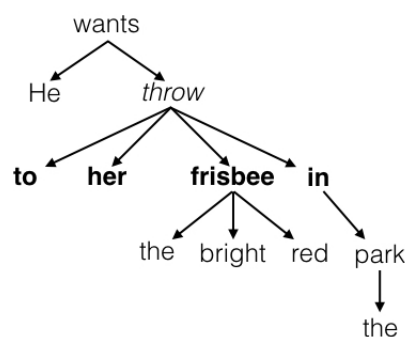 wants
He throw
to her frisbee in
the bright red park
the